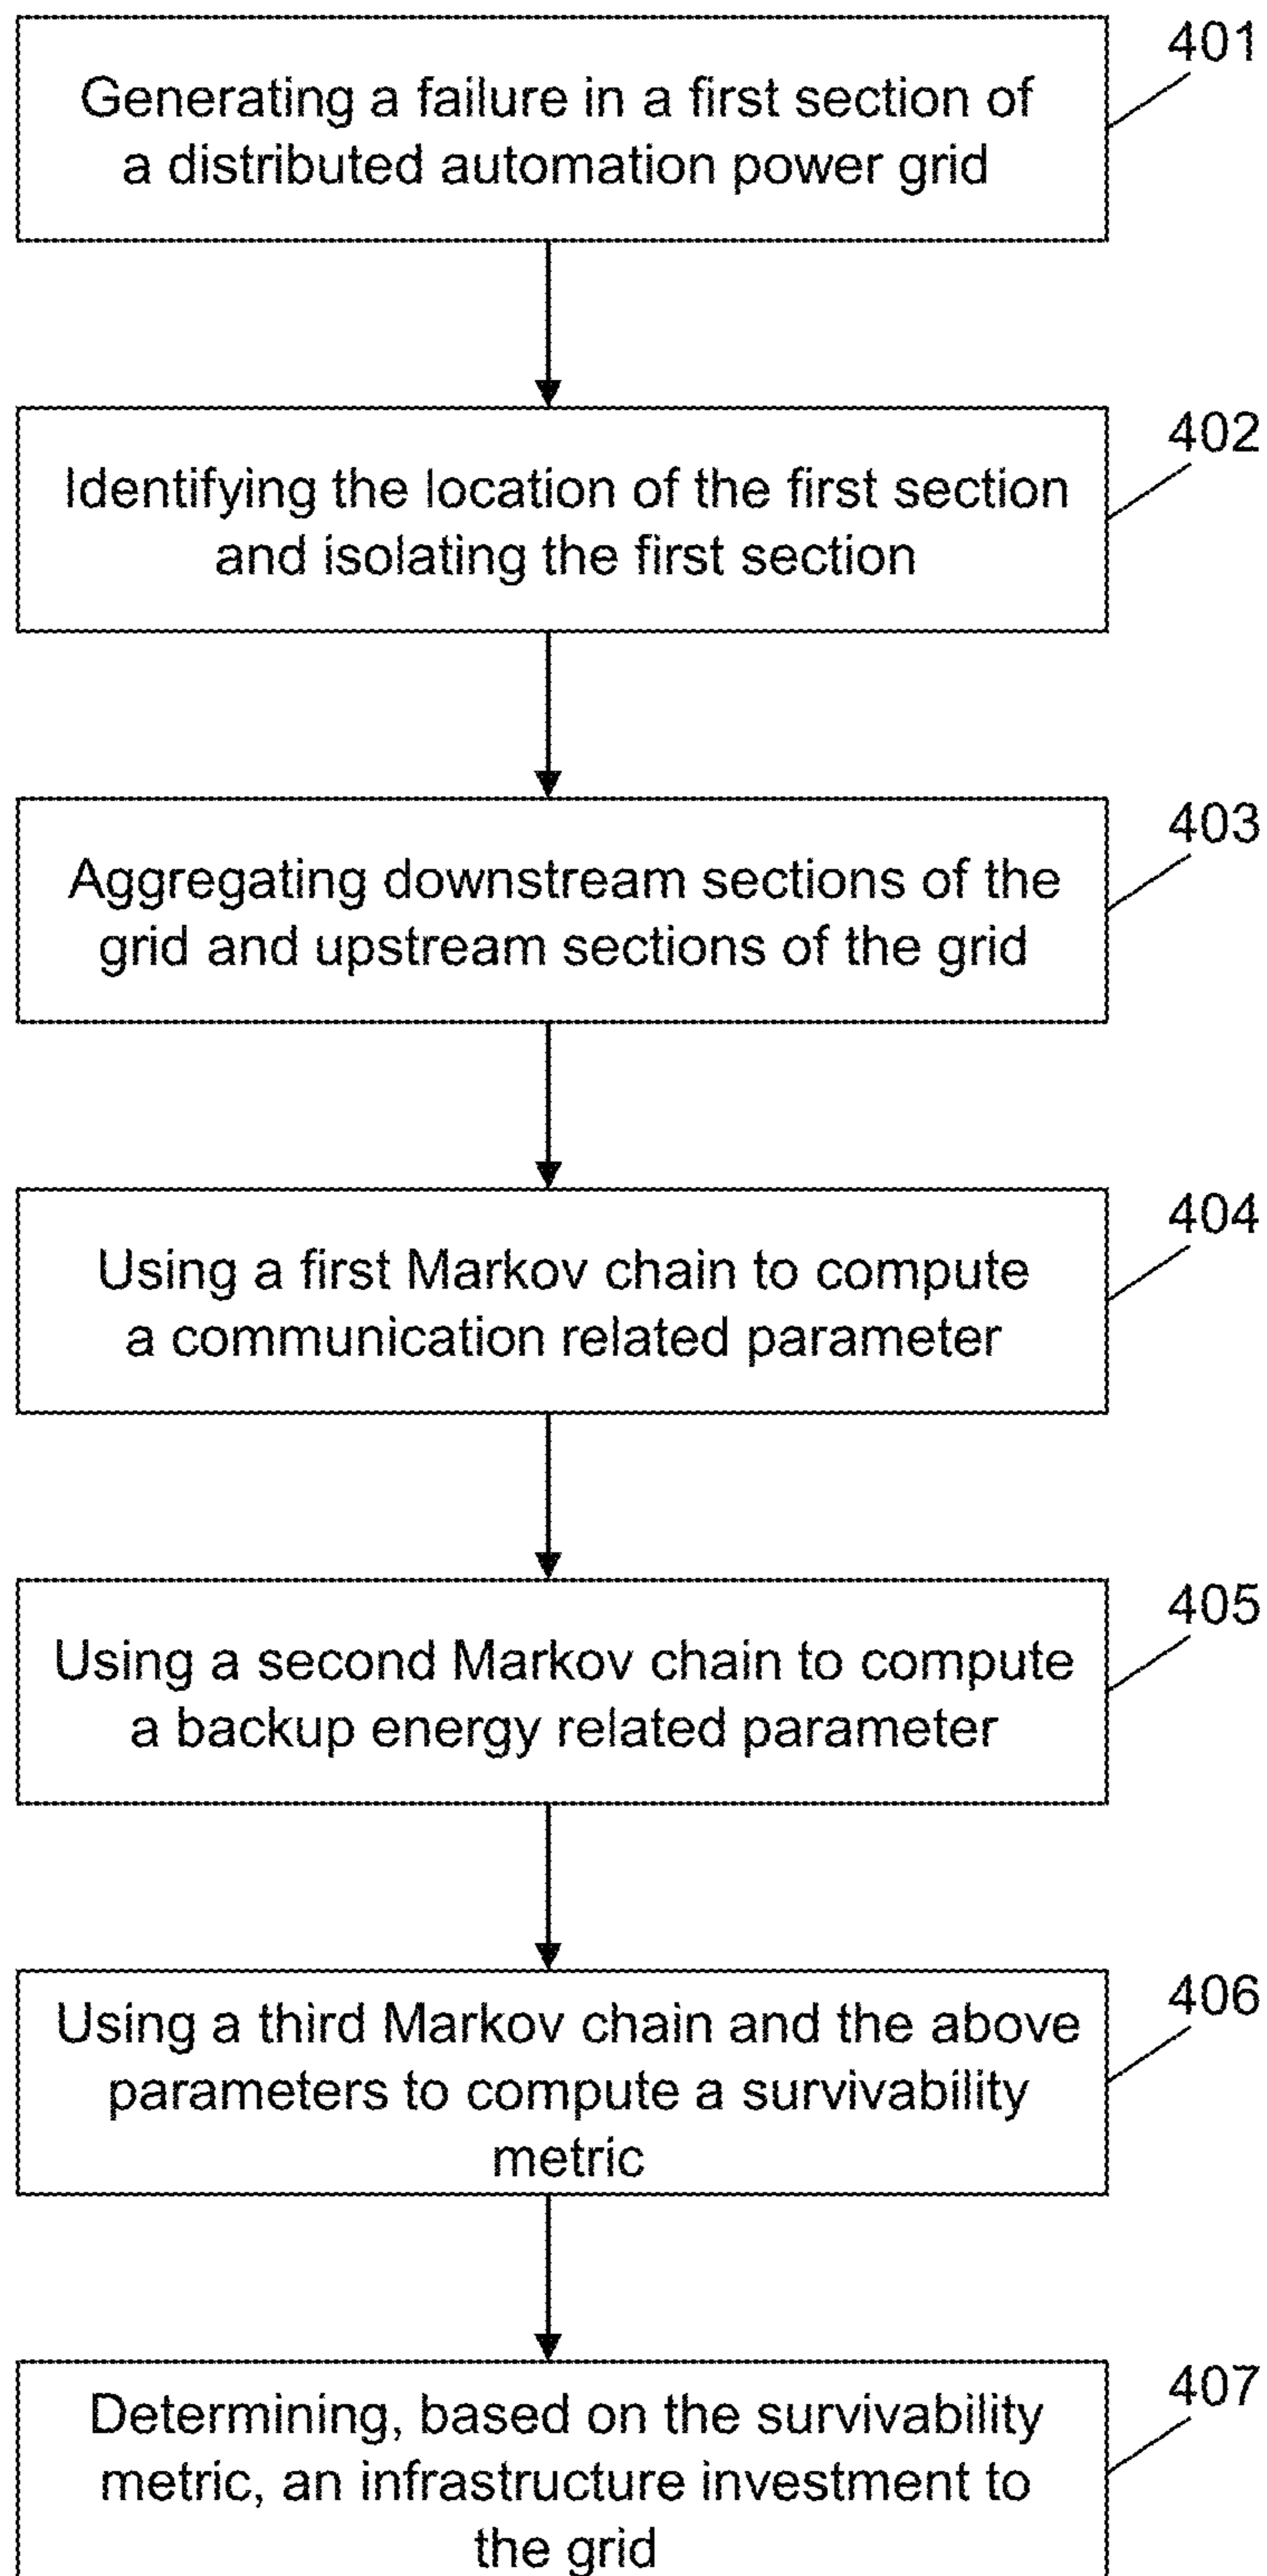 401
Generating a failure in a first section of
a distributed automation power grid
402
Identifying the location of the first section
and isolating the first section
403
Aggregating downstream sections of the
grid and upstream sections of the grid
404
Using a first Markov chain to compute
a communication related parameter
405
Using a second Markov chain to compute
a backup energy related parameter
406
Using a third Markov chain and the above
parameters to compute a survivability
metric
407
Determining, based on the survivability
metric, an infrastructure investment to
the grid